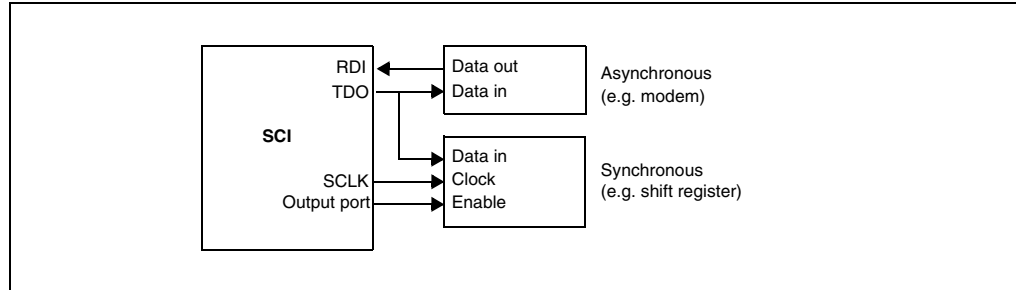 RDI
TDO
SCI
SCLK
Output port
Data out
Data in
Asynchronous
(e.g. modem)
Data in
Clock
Enable
Synchronous
(e.g. shift register)